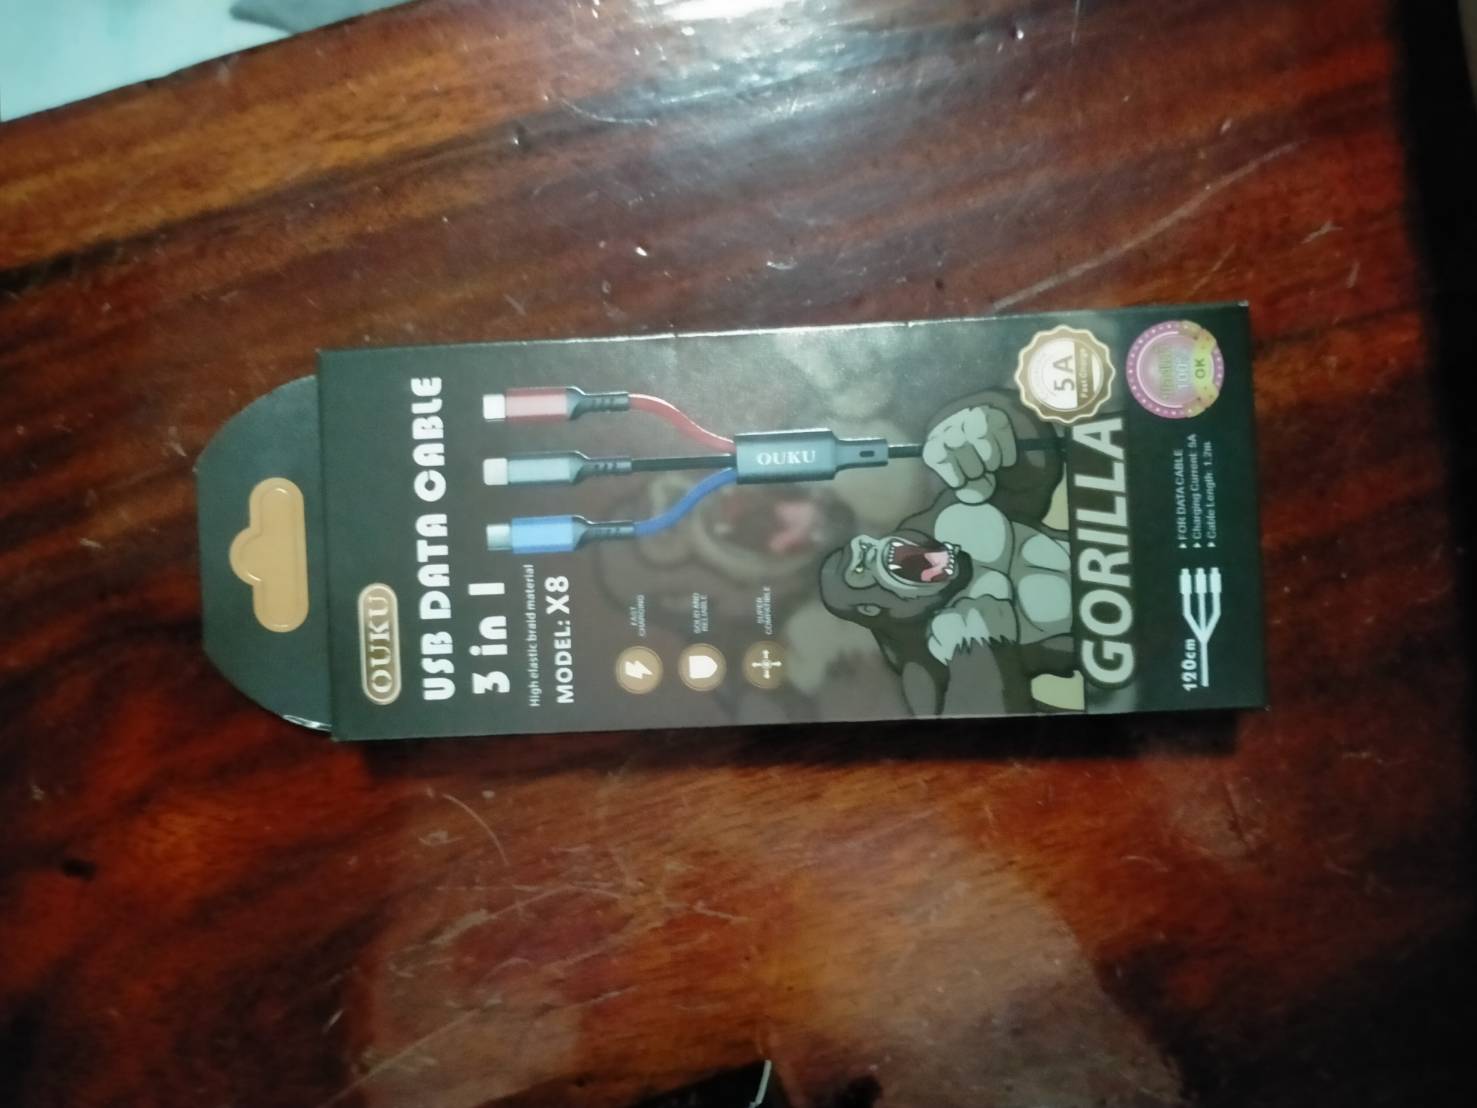 OUKU
USB DATA CABLE
3 in 1
High elastic braid material
MODEL: X8
OUKU
FAST
CHARGING
SOLID AND
RELIABLE
SUPER
COMPATIBLE
5A
Fast Charge
GORILLA
100%
OK
FOR DATA CABLE
Charging Current: 5A
Cable Length: 1.2m
120cm